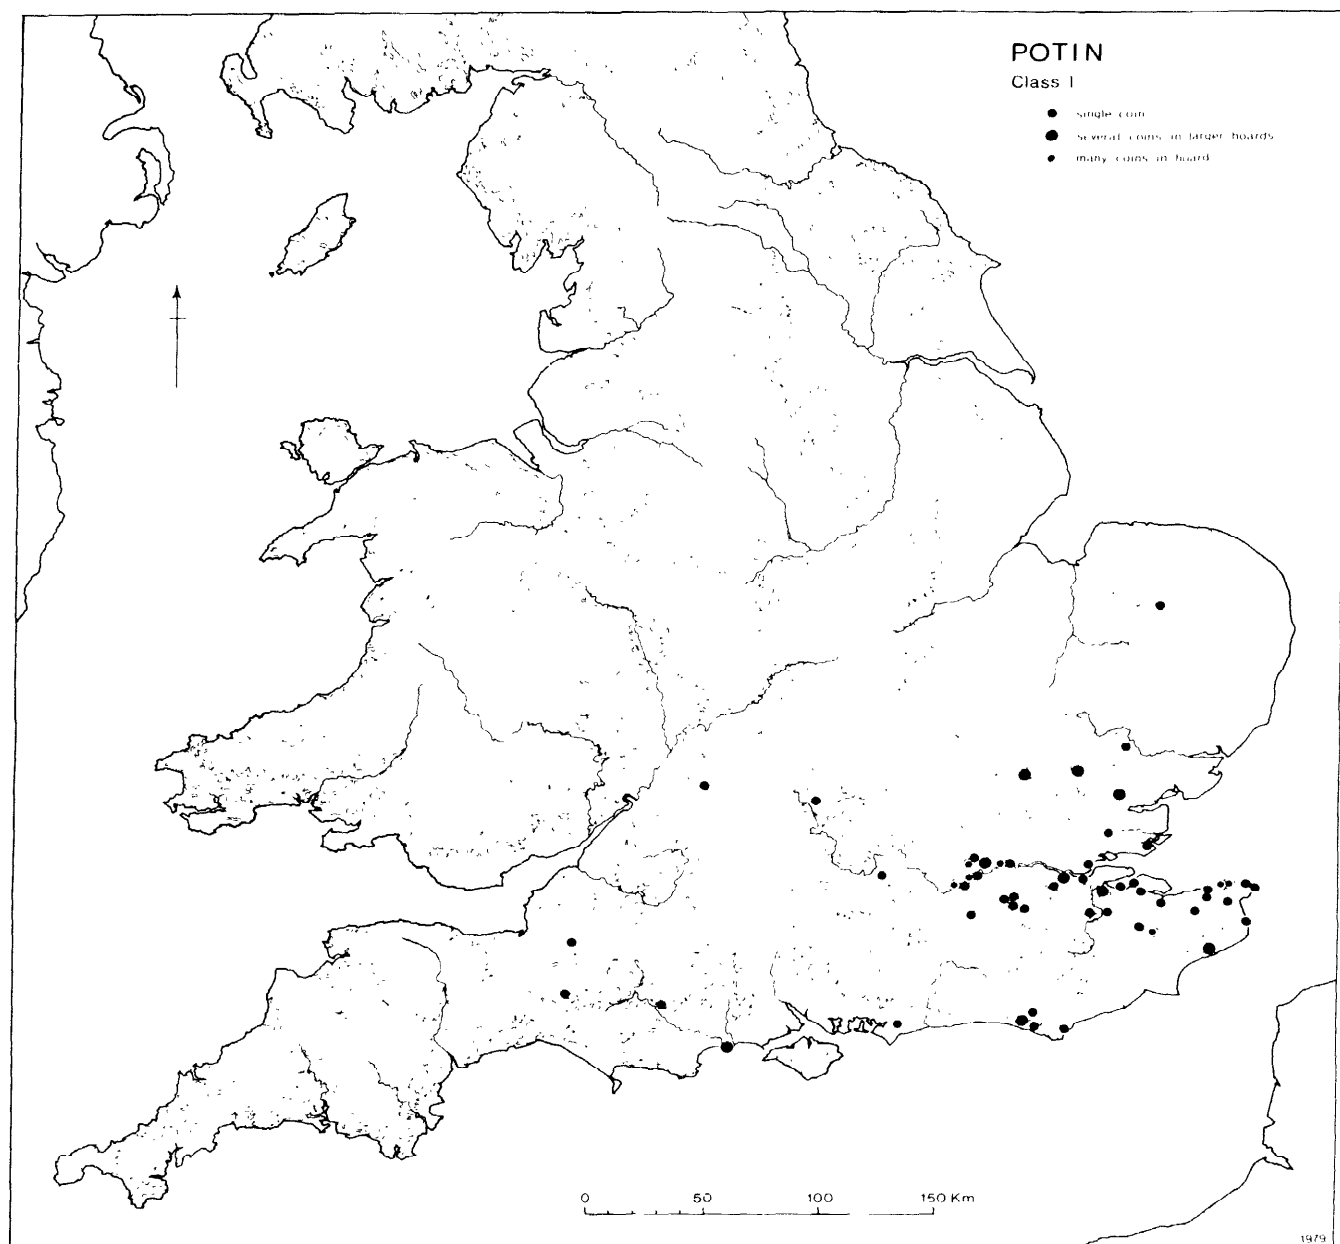 POTIN
Class I
single coin
several coins in larger hoards
many coins in hoard
0 50 100 150 Km
1979